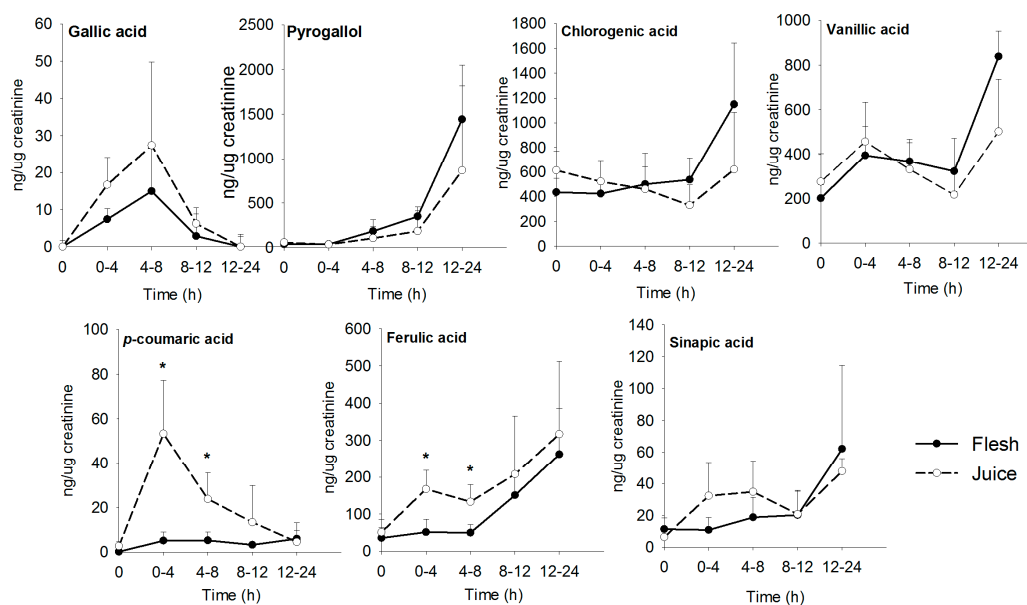 Gallic acid
ng/ug creatinine
60
50
40
30
20
10
0
0 0-4 4-8 8-12 12-24
Time (h)
Pyrogallol
ng/ug creatinine
2500
2000
1500
1000
500
0
0 0-4 4-8 8-12 12-24
Time (h)
Chlorogenic acid
ng/ug creatinine
1800
1600
1400
1200
1000
800
600
400
200
0
0 0-4 4-8 8-12 12-24
Time (h)
Vanillic acid
ng/ug creatinine
1000
800
600
400
200
0
0 0-4 4-8 8-12 12-24
Time (h)
p-coumaric acid
ng/ug creatinine
100
80
60
40
20
0
* *
0 0-4 4-8 8-12 12-24
Time (h)
Ferulic acid
ng/ug creatinine
600
500
400
300
200
100
0
* *
0 0-4 4-8 8-12 12-24
Time (h)
Sinapic acid
ng/ug creatinine
140
120
100
80
60
40
20
0
0 0-4 4-8 8-12 12-24
Time (h)
Flesh
Juice